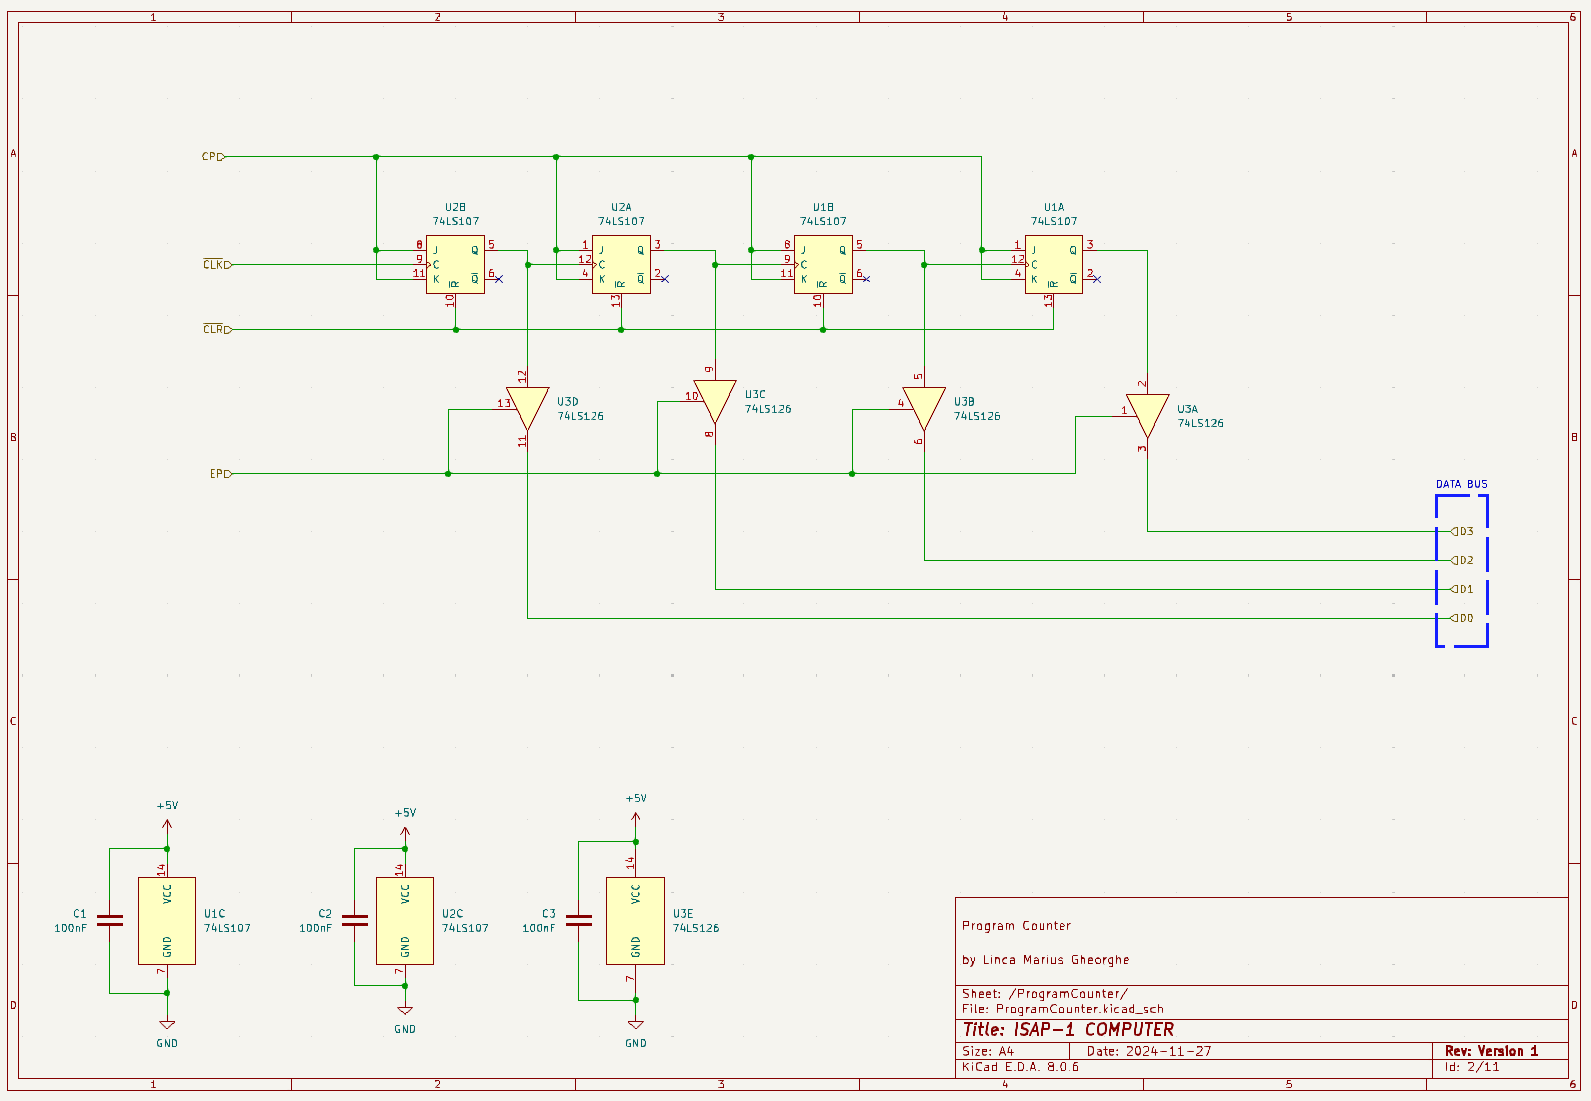 1 2 3 4 5 6
A A
B B
C C
D D
CP
U2B U2A U1B U1A
74LS107 74LS107 74LS107 74LS107
8 J Q 5 1 J Q 3 8 J Q 5 1 J Q 3
CLK 9 C 12 C 9 C 12 C
11 K Q 6 4 K Q 2 11 K Q 6 4 K Q 2
R R R R
10 13 10 13
CLR
12 9 5 2
13 U3D 10 U3C 4 U3B 1 U3A
74LS126 74LS126 74LS126 74LS126
11 8 6 3
EP
DATA BUS
D3
D2
D1
D0
+5V +5V +5V
14 14 14
VCC VCC VCC
C1 U1C C2 U2C C3 U3E
100nF 74LS107 100nF 74LS107 100nF 74LS126
GND GND GND
7 7 7
GND GND GND
Program Counter
by Linca Marius Gheorghe
Sheet: /ProgramCounter/
File: ProgramCounter.kicad_sch
Title: ISAP-1 COMPUTER
Size: A4 Date: 2024-11-27 Rev: Version 1
KiCad E.D.A. 8.0.6 Id: 2/11
1 2 3 4 5 6